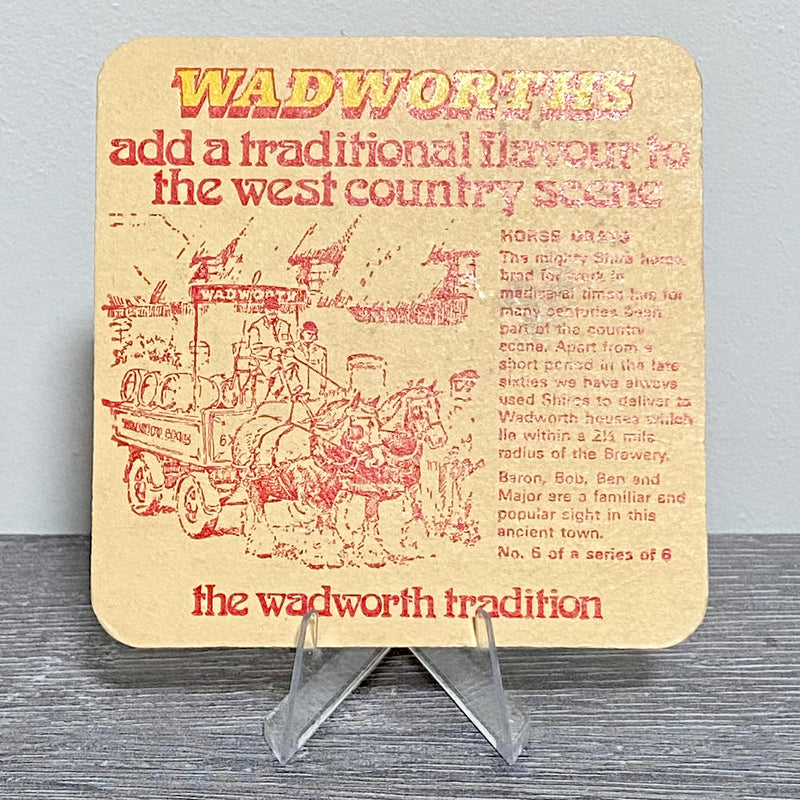 WADWORTHS
add a traditional flavour to
the west country scene
HORSE DRAYS
The mighty Shire horse,
bred for work in
mediaeval times has for
many centuries been
part of the country
scene. Apart from a
short period in the late
sixties we have always
used Shires to deliver to
Wadworth houses which
lie within a 2½ mile
radius of the Brewery.
Baron, Bob, Ben and
Major are a familiar and
popular sight in this
ancient town.
No. 5 of a series of 6
WADWORTH
6X
the wadworth tradition